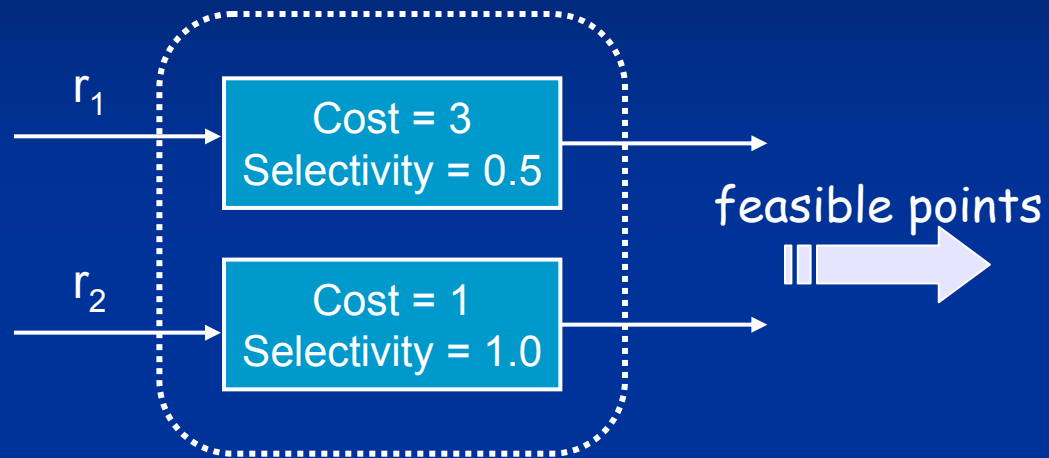 r₁
Cost = 3
Selectivity = 0.5
feasible points
r₂
Cost = 1
Selectivity = 1.0